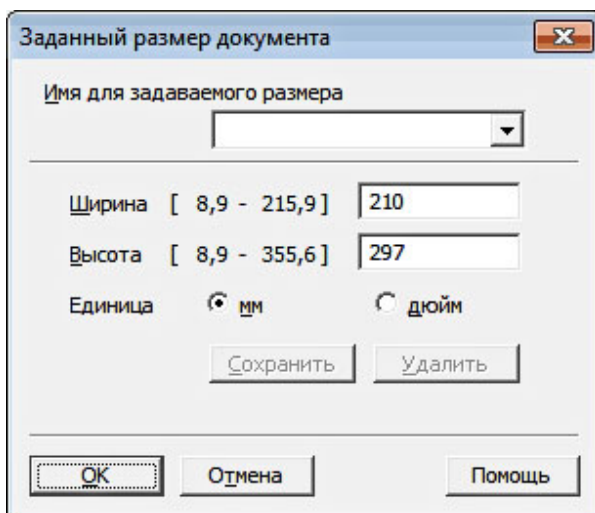 Заданный размер документа
Имя для задаваемого размера
Ширина [ 8,9 - 215,9] 210
Высота [ 8,9 - 355,6] 297
Единица мм дюйм
Сохранить Удалить
OK Отмена Помощь